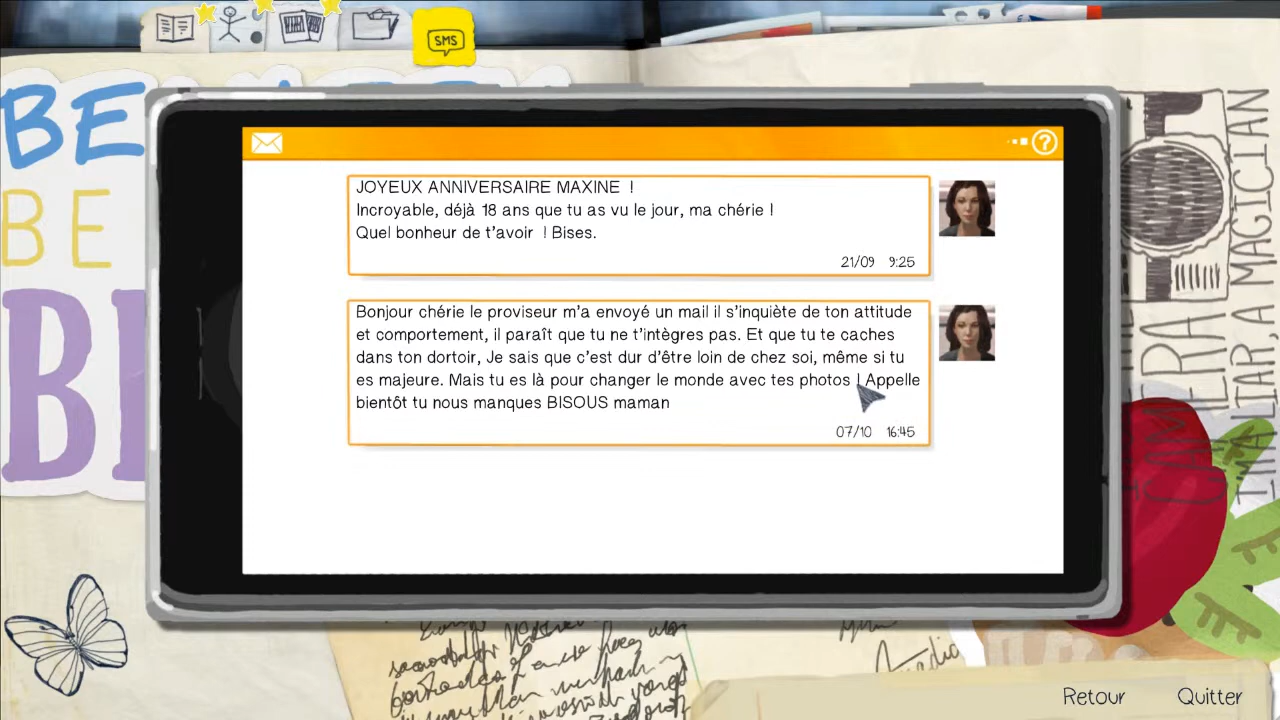 SMS
BE
BE
JOYEUX ANNIVERSAIRE MAXINE !
Incroyable, déjà 18 ans que tu as vu le jour, ma chérie !
Quel bonheur de t'avoir ! Bises.
21/09 9:25
Bonjour chérie le proviseur m'a envoyé un mail il s'inquiète de ton attitude
et comportement, il paraît que tu ne t'intègres pas. Et que tu te caches
dans ton dortoir, Je sais que c'est dur d'être loin de chez soi, même si tu
es majeure. Mais tu es là pour changer le monde avec tes photos ! Appelle
bientôt tu nous manques BISOUS maman
07/10 16:45
CAMERA
LIAR, A MAGICIAN
Retour Quitter